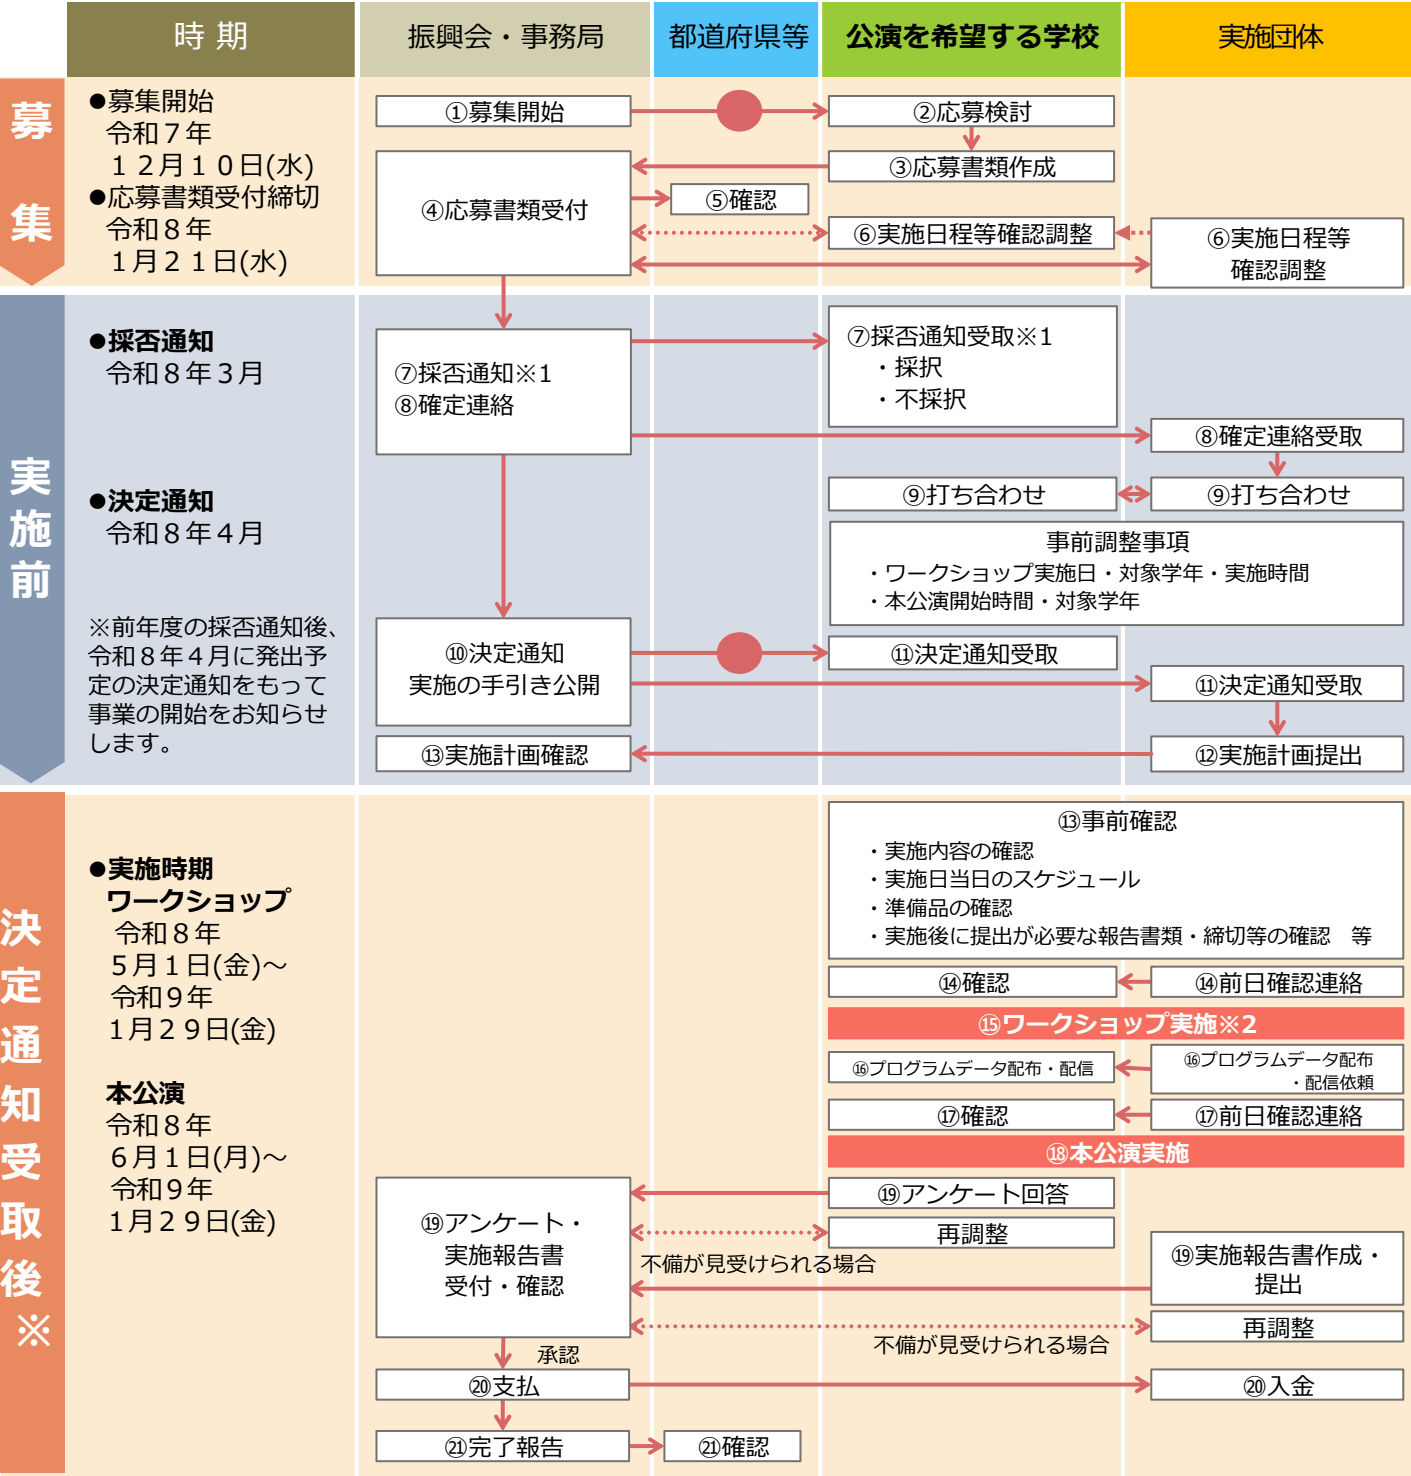 時 期
振興会・事務局
都道府県等
公演を希望する学校
実施団体
募
集
●募集開始
令和７年
１２月１０日(水)
●応募書類受付締切
令和８年
１月２１日(水)
①募集開始
②応募検討
③応募書類作成
④応募書類受付
⑤確認
⑥実施日程等確認調整
⑥実施日程等
確認調整
実
施
前
●採否通知
令和８年３月
●決定通知
令和８年４月
※前年度の採否通知後、
令和８年４月に発出予
定の決定通知をもって
事業の開始をお知らせ
します。
⑦採否通知※1
⑧確定連絡
⑦採否通知受取※1
・採択
・不採択
⑧確定連絡受取
⑨打ち合わせ
⑨打ち合わせ
事前調整事項
・ワークショップ実施日・対象学年・実施時間
・本公演開始時間・対象学年
⑩決定通知
実施の手引き公開
⑪決定通知受取
⑪決定通知受取
⑬実施計画確認
⑫実施計画提出
決
定
通
知
受
取
後
※
●実施時期
ワークショップ
令和８年
５月１日(金)～
令和９年
１月２９日(金)
本公演
令和８年
６月１日(月)～
令和９年
１月２９日(金)
⑬事前確認
・実施内容の確認
・実施日当日のスケジュール
・準備品の確認
・実施後に提出が必要な報告書類・締切等の確認　等
⑭確認
⑭前日確認連絡
⑮ワークショップ実施※2
⑯プログラムデータ配布・配信
⑯プログラムデータ配布
・配信依頼
⑰確認
⑰前日確認連絡
⑱本公演実施
⑲アンケート・
実施報告書
受付・確認
⑲アンケート回答
再調整
不備が見受けられる場合
⑲実施報告書作成・
提出
再調整
不備が見受けられる場合
承認
⑳支払
⑳入金
㉑完了報告
㉑確認